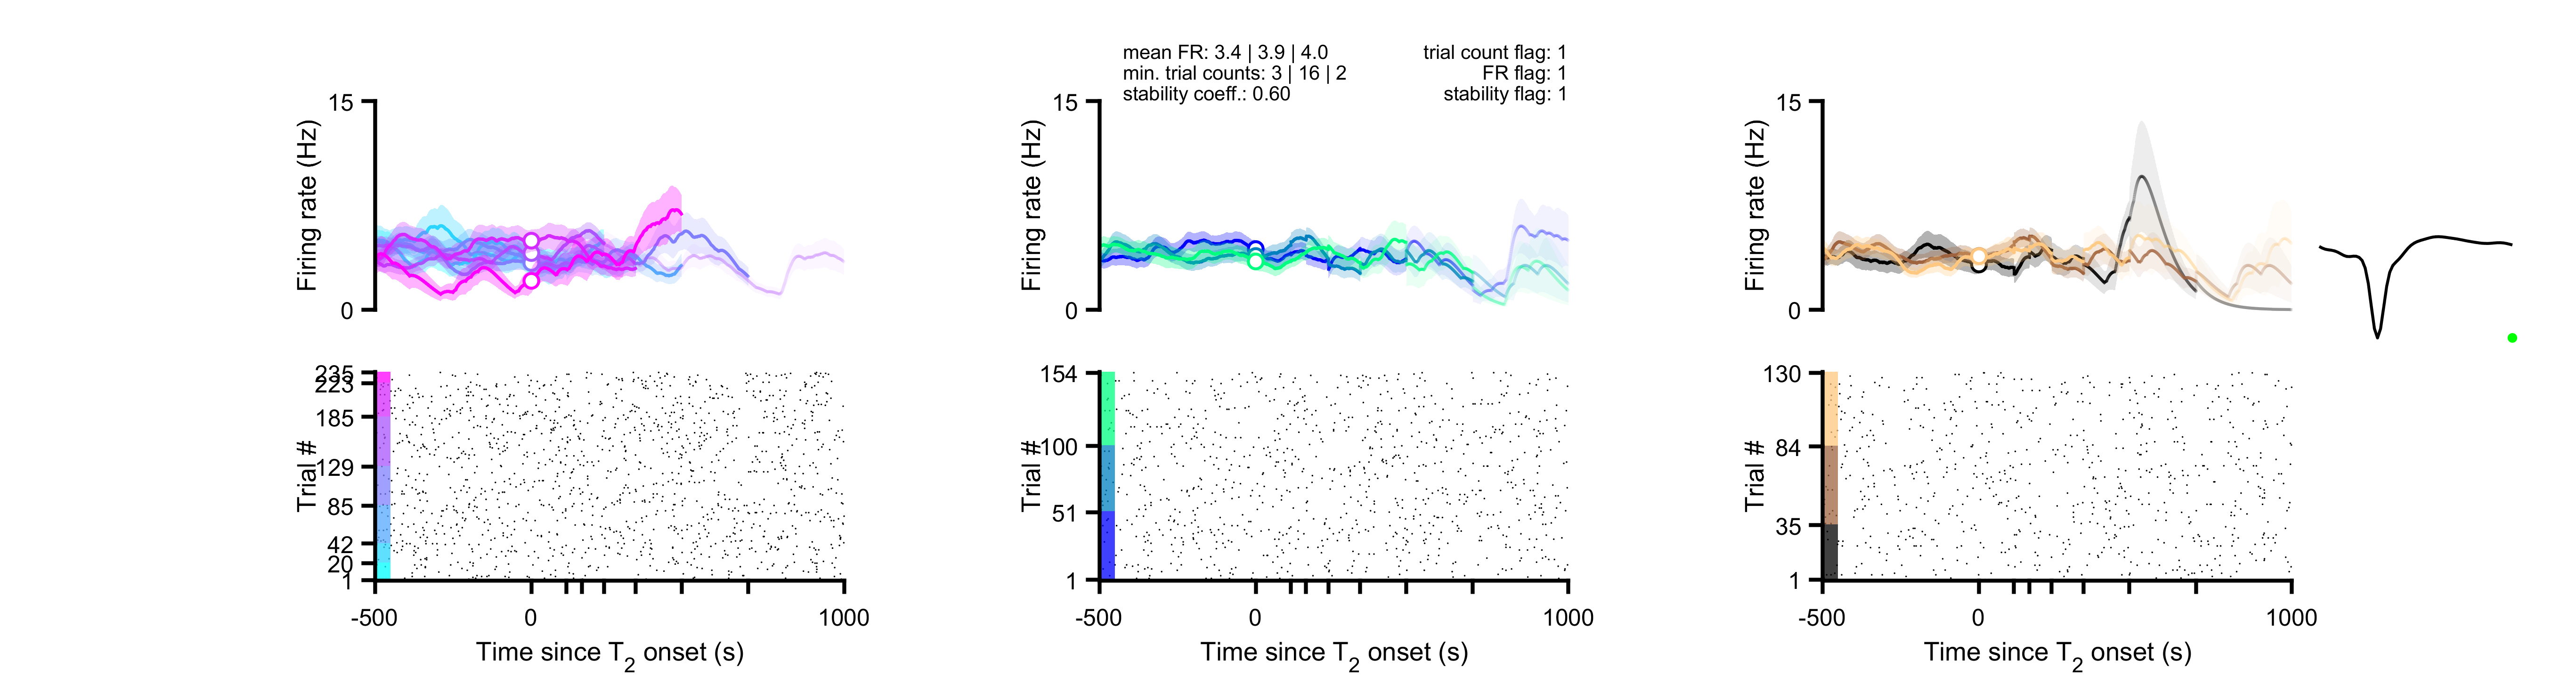 mean FR: 3.4 | 3.9 | 4.0
min. trial counts: 3 | 16 | 2
stability coeff.: 0.60
trial count flag: 1
FR flag: 1
stability flag: 1
15
Firing rate (Hz)
0
15
Firing rate (Hz)
0
15
Firing rate (Hz)
0
235
223
185
129
85
42
20
1
Trial #
-500
0
1000
Time since T2 onset (s)
154
100
51
1
Trial #
-500
0
1000
Time since T2 onset (s)
130
84
35
1
Trial #
-500
0
1000
Time since T2 onset (s)